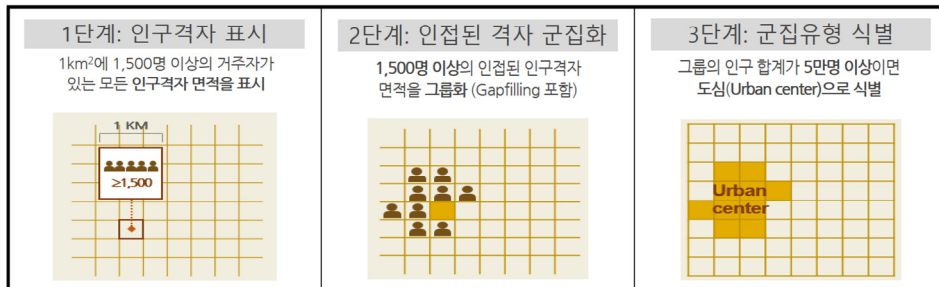 1단계: 인구격자 표시
1km²에 1,500명 이상의 거주자가
있는 모든 인구격자 면적을 표시
1 KM
≥1,500
2단계: 인접된 격자 군집화
1,500명 이상의 인접된 인구격자
면적을 그룹화 (Gapfilling 포함)
3단계: 군집유형 식별
그룹의 인구 합계가 5만명 이상이면
도심(Urban center)으로 식별
Urban
center